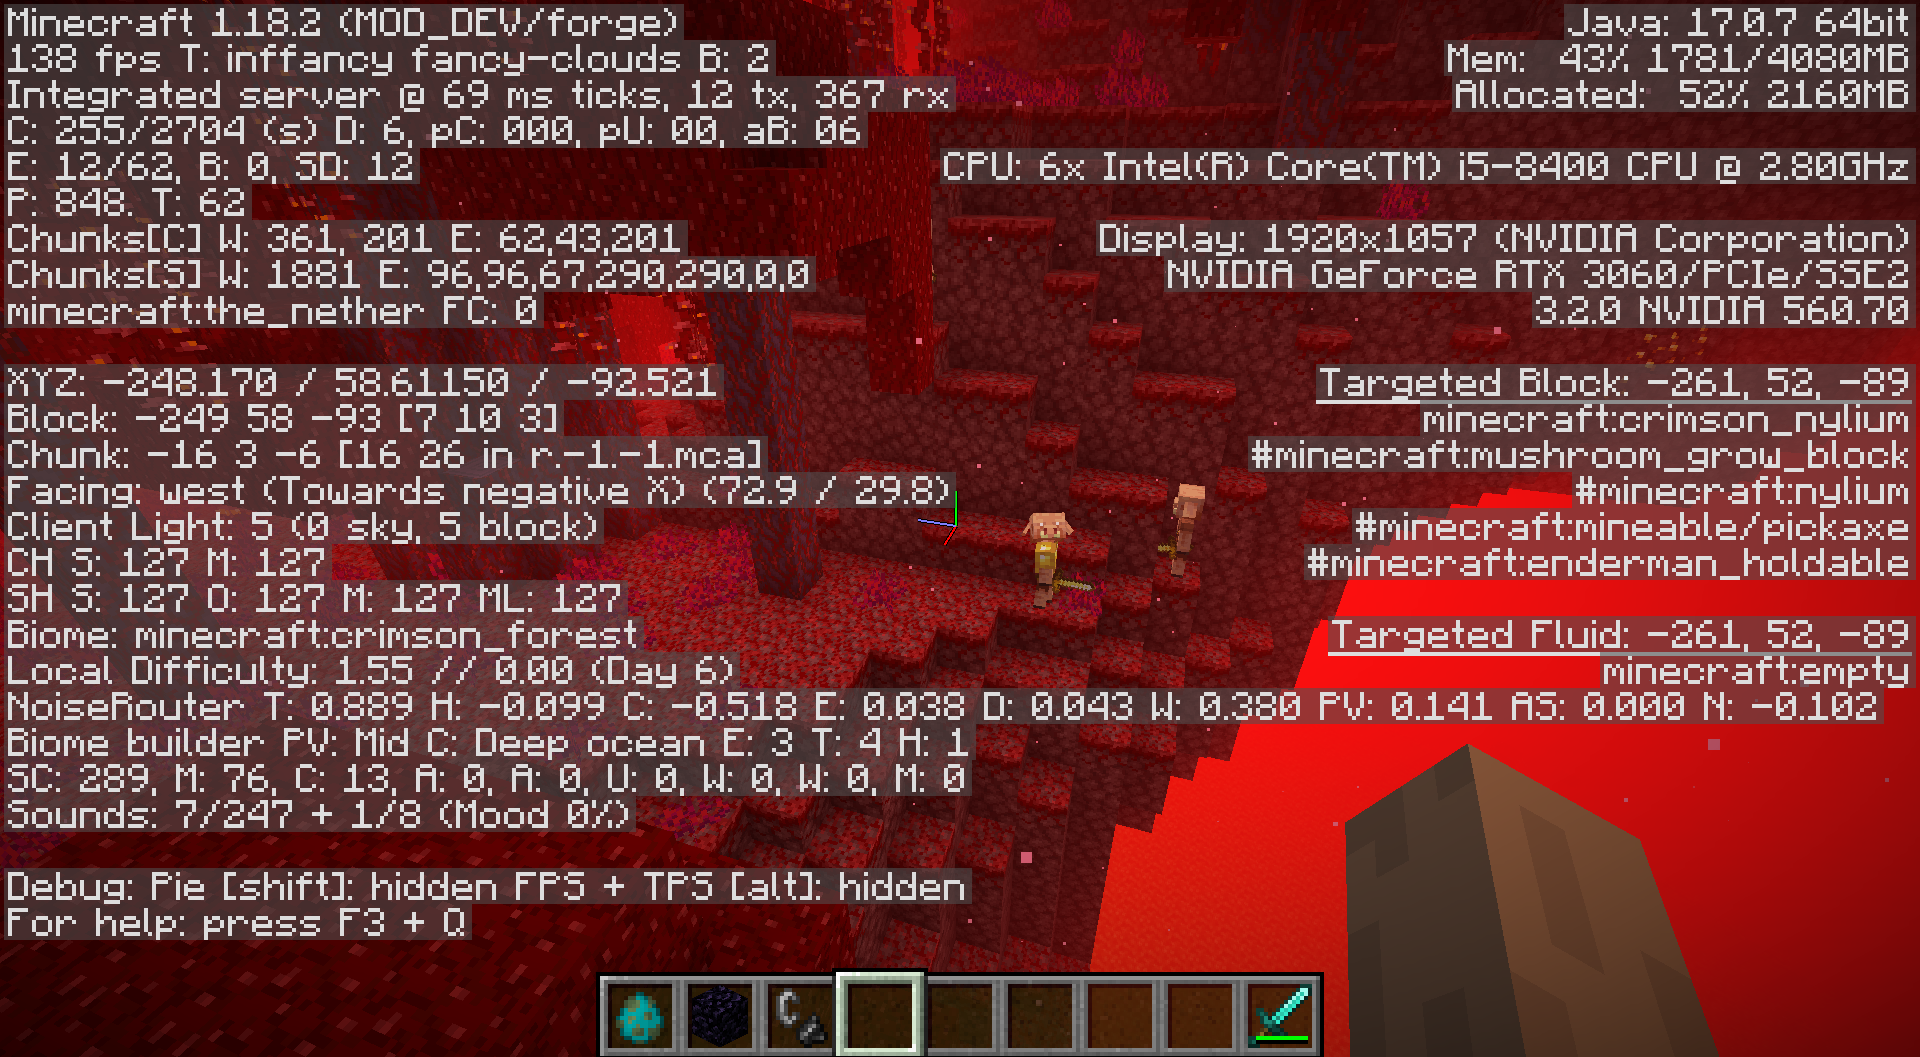 Minecraft 1.18.2 (MOD_DEV/forge)
138 fps T: inffancy fancy-clouds B: 2
Integrated server @ 69 ms ticks, 12 tx, 367 rx
C: 255/2704 (s) D: 6, pC: 000, pU: 00, aB: 06
E: 12/62, B: 0, SD: 12
P: 848. T: 62
Chunks[C] W: 361, 201 E: 62,43,201
Chunks[S] W: 1881 E: 96,96,67,290,290,0,0
minecraft:the_nether FC: 0
XYZ: -248.170 / 58.61150 / -92.521
Block: -249 58 -93 [7 10 3]
Chunk: -16 3 -6 [16 26 in r.-1.-1.mca]
Facing: west (Towards negative X) (72.9 / 29.8)
Client Light: 5 (0 sky, 5 block)
CH S: 127 M: 127
SH S: 127 O: 127 M: 127 ML: 127
Biome: minecraft:crimson_forest
Local Difficulty: 1.55 // 0.00 (Day 6)
NoiseRouter T: 0.889 H: -0.099 C: -0.518 E: 0.038 D: 0.043 W: 0.380 PV: 0.141 AS: 0.000 N: -0.102
Biome builder PV: Mid C: Deep ocean E: 3 T: 4 H: 1
SC: 289, M: 76, C: 13, A: 0, A: 0, U: 0, W: 0, W: 0, M: 0
Sounds: 7/247 + 1/8 (Mood 0%)
Debug: Pie [shift]: hidden FPS + TPS [alt]: hidden
For help: press F3 + Q
Java: 17.0.7 64bit
Mem: 43% 1781/4080MB
Allocated: 52% 2160MB
CPU: 6x Intel(R) Core(TM) i5-8400 CPU @ 2.80GHz
Display: 1920x1057 (NVIDIA Corporation)
NVIDIA GeForce RTX 3060/PCIe/SSE2
3.2.0 NVIDIA 560.70
Targeted Block: -261, 52, -89
minecraft:crimson_nylium
#minecraft:mushroom_grow_block
#minecraft:nylium
#minecraft:mineable/pickaxe
#minecraft:enderman_holdable
Targeted Fluid: -261, 52, -89
minecraft:empty